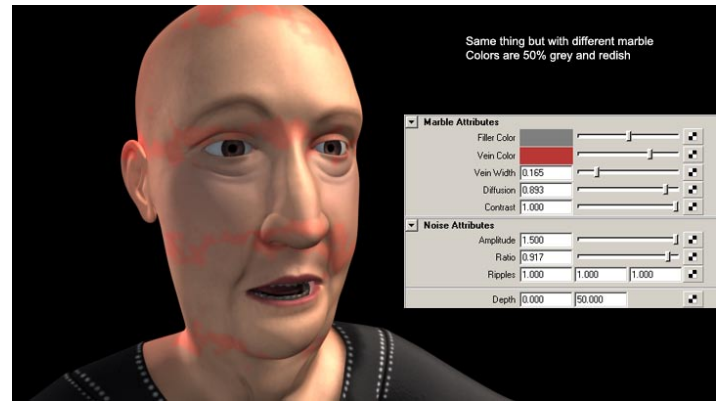 Same thing but with different marble
Colors are 50% grey and redish
Marble Attributes
Filler Color
Vein Color
Vein Width 0.165
Diffusion 0.893
Contrast 1.000
Noise Attributes
Amplitude 1.500
Ratio 0.917
Ripples 1.000 1.000 1.000
Depth 0.000 50.000